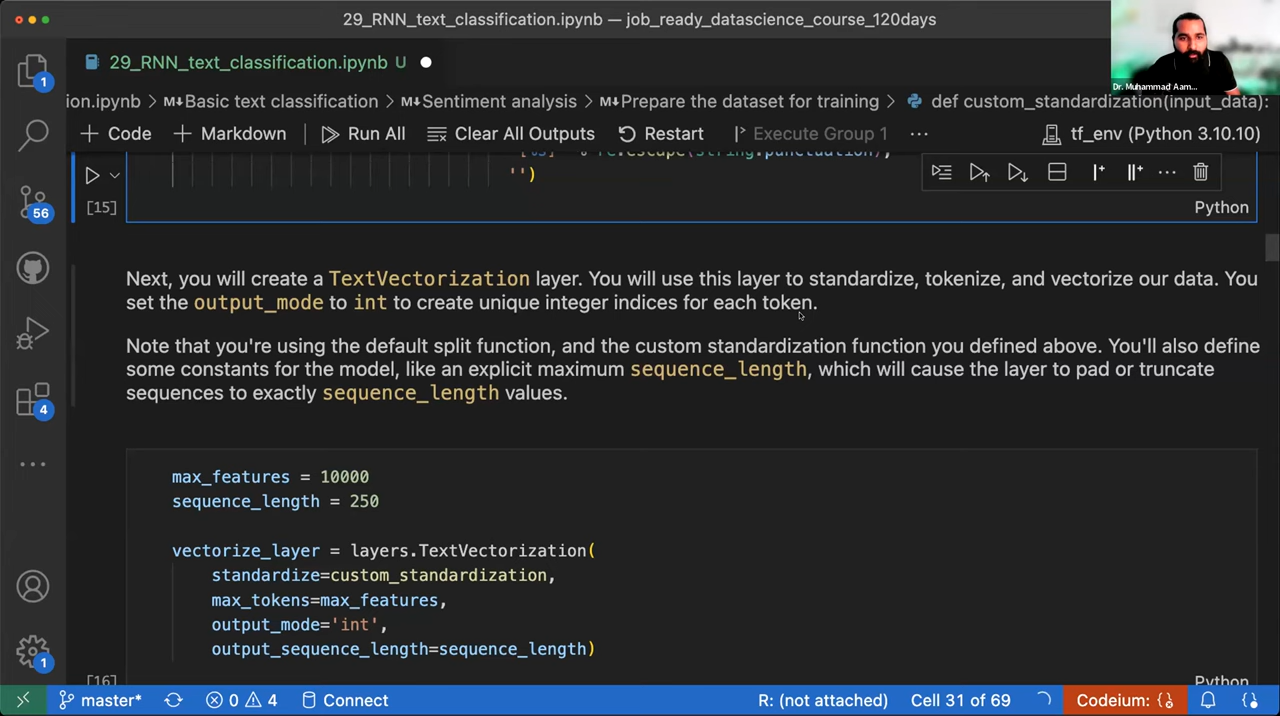 29_RNN_text_classification.ipynb — job_ready_datascience_course_120days
Dr. Muhammad Aam...
29_RNN_text_classification.ipynb U
ion.ipynb > M↓Basic text classification > M↓Sentiment analysis > M↓Prepare the dataset for training > def custom_standardization(input_data):
+ Code + Markdown Run All Clear All Outputs Restart Execute Group 1 ... tf_env (Python 3.10.10)
'[%s]' % re.escape(string.punctuation),
'')
[15]
Python
Next, you will create a TextVectorization layer. You will use this layer to standardize, tokenize, and vectorize our data. You
set the output_mode to int to create unique integer indices for each token.
Note that you're using the default split function, and the custom standardization function you defined above. You'll also define
some constants for the model, like an explicit maximum sequence_length, which will cause the layer to pad or truncate
sequences to exactly sequence_length values.
max_features = 10000
sequence_length = 250
vectorize_layer = layers.TextVectorization(
standardize=custom_standardization,
max_tokens=max_features,
output_mode='int',
output_sequence_length=sequence_length)
[16]
Python
1
56
4
1
master* 0 4 Connect R: (not attached) Cell 31 of 69 Codeium: {}